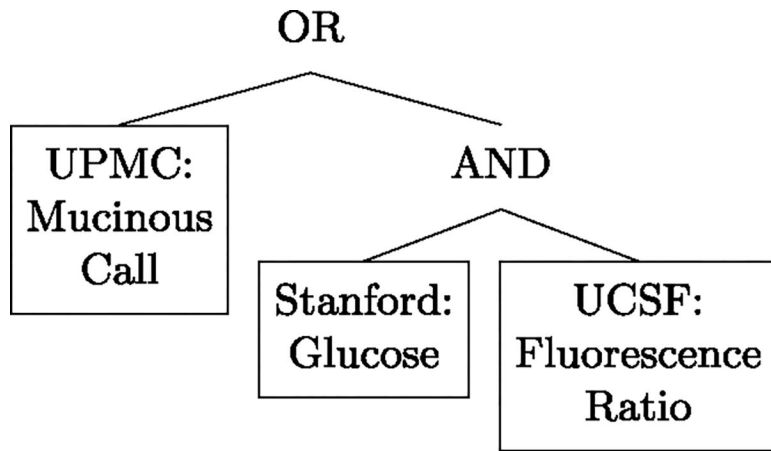 OR
UPMC:
Mucinous
Call
AND
Stanford:
Glucose
UCSF:
Fluorescence
Ratio